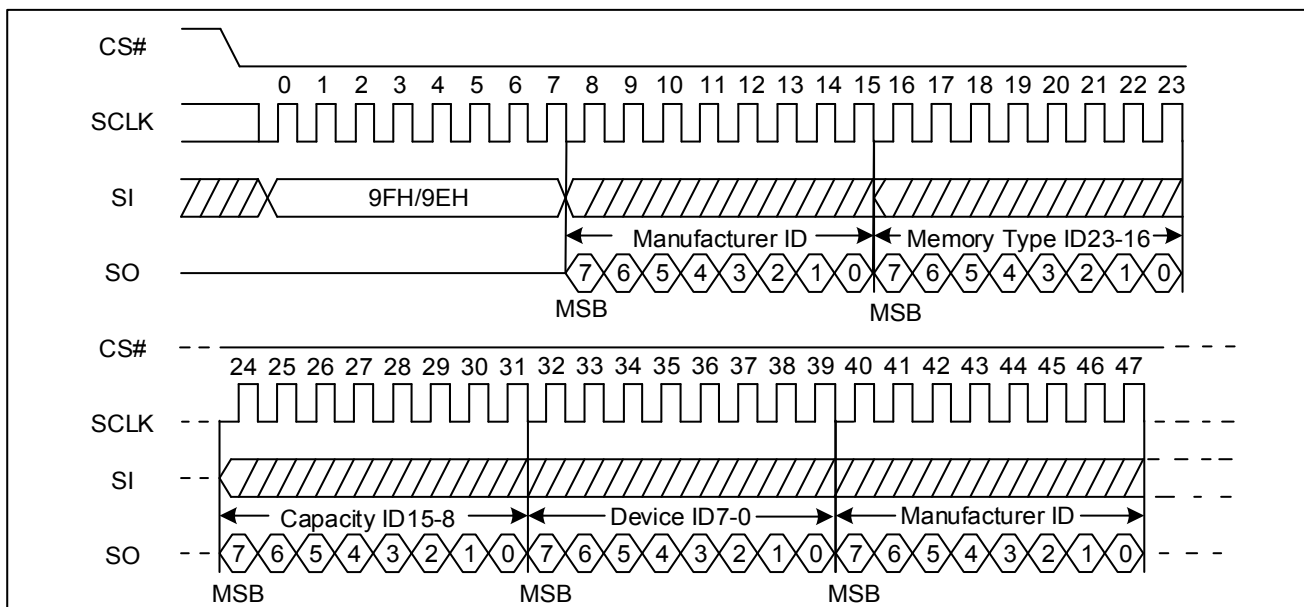 CS#
0 1 2 3 4 5 6 7 8 9 10 11 12 13 14 15 16 17 18 19 20 21 22 23
SCLK
SI 9FH/9EH
Manufacturer ID Memory Type ID23-16
SO 7 6 5 4 3 2 1 0 7 6 5 4 3 2 1 0
MSB MSB
CS#
24 25 26 27 28 29 30 31 32 33 34 35 36 37 38 39 40 41 42 43 44 45 46 47
SCLK
SI
Capacity ID15-8 Device ID7-0 Manufacturer ID
SO 7 6 5 4 3 2 1 0 7 6 5 4 3 2 1 0 7 6 5 4 3 2 1 0
MSB MSB MSB